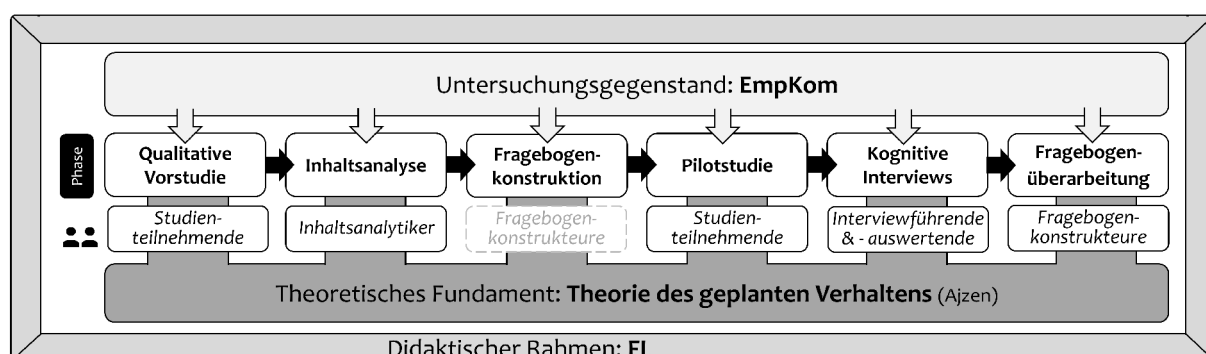 Untersuchungsgegenstand: EmpKom
Phase
Qualitative
Vorstudie
Inhaltsanalyse
Fragebogen-
konstruktion
Pilotstudie
Kognitive
Interviews
Fragebogen-
überarbeitung
Studien-
teilnehmende
Inhaltsanalytiker
Fragebogen-
konstrukteure
Studien-
teilnehmende
Interviewführende
& - auswertende
Fragebogen-
konstrukteure
Theoretisches Fundament: Theorie des geplanten Verhaltens (Ajzen)
Didaktischer Rahmen: